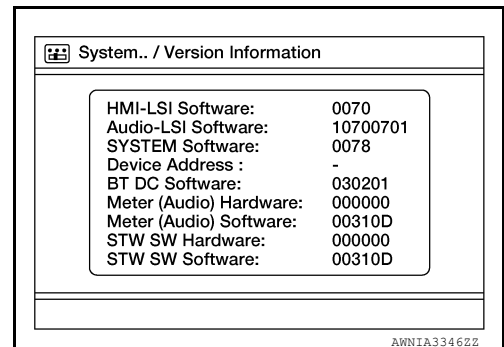 System.. / Version Information
HMI-LSI Software: 0070
Audio-LSI Software: 10700701
SYSTEM Software: 0078
Device Address : -
BT DC Software: 030201
Meter (Audio) Hardware: 000000
Meter (Audio) Software: 00310D
STW SW Hardware: 000000
STW SW Software: 00310D
AWNIA3346ZZ